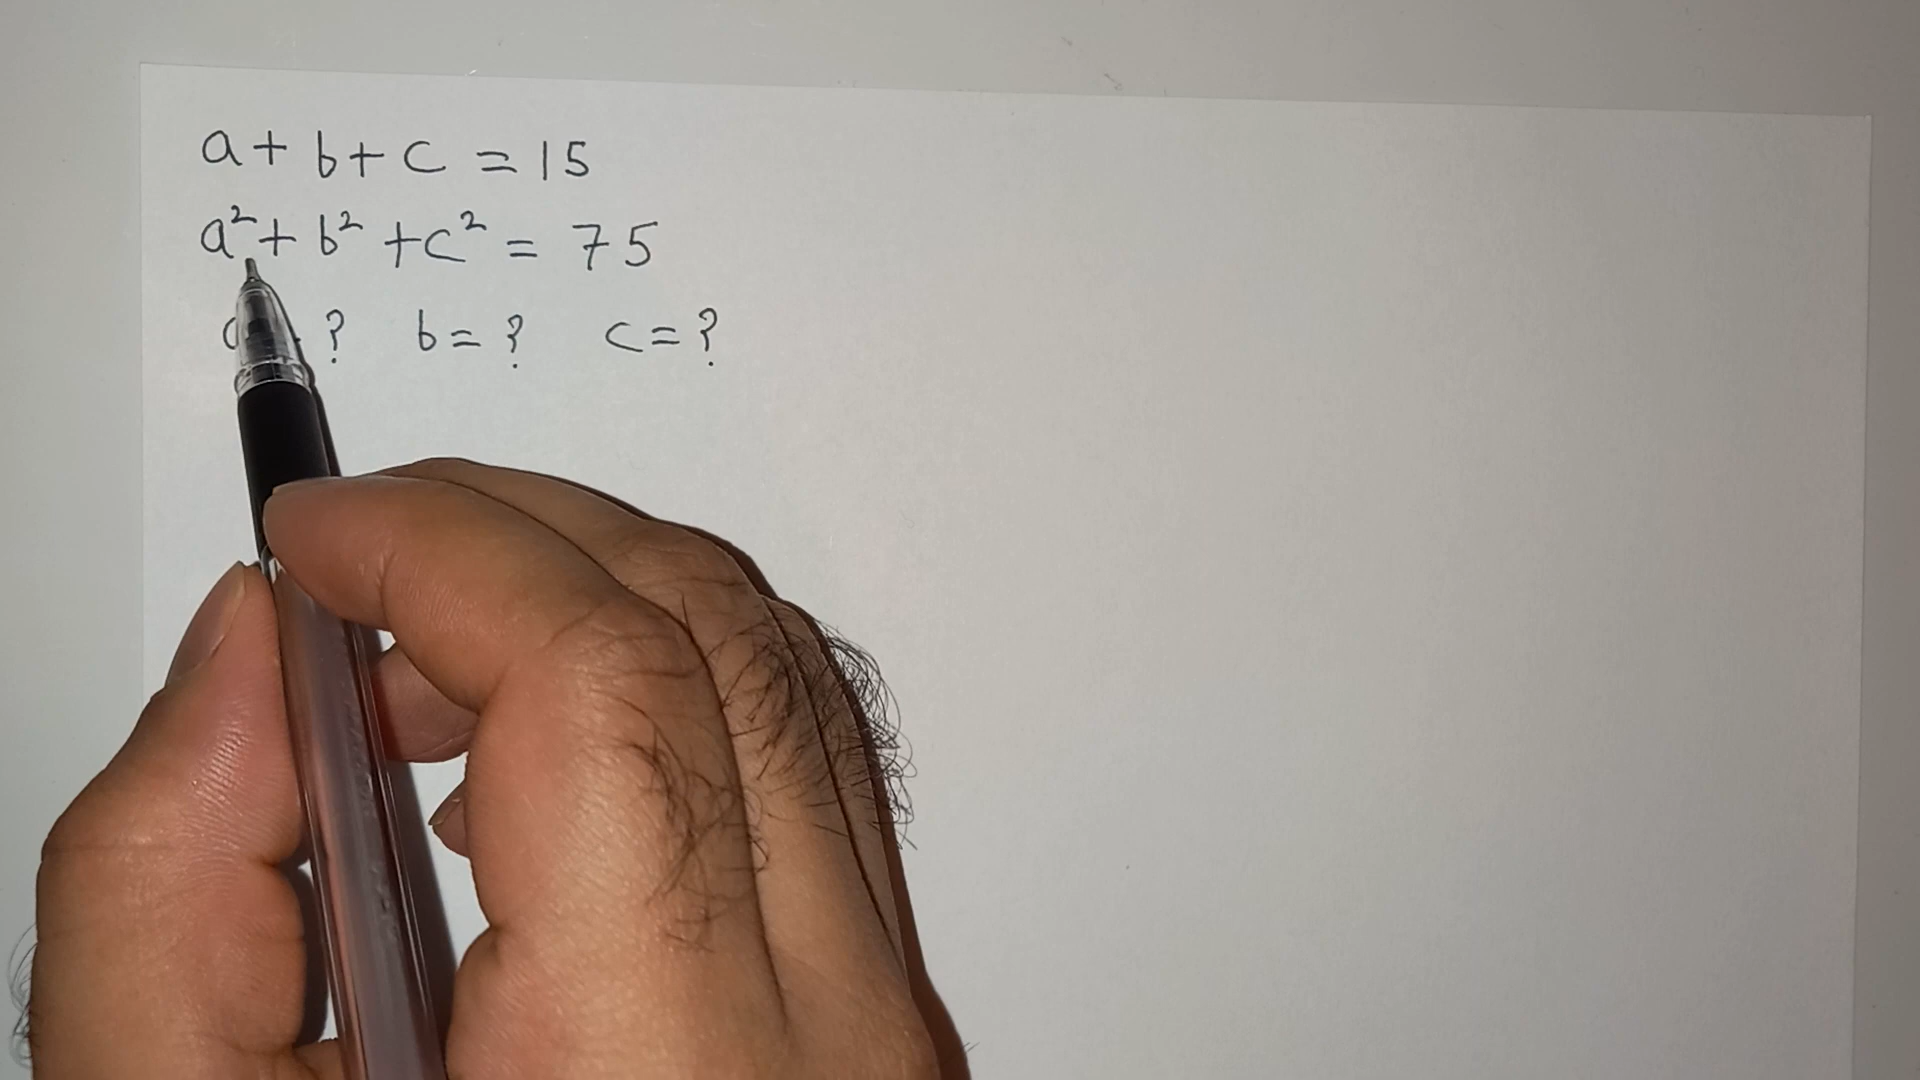 a + b + c = 15
a² + b² + c² = 75
? b = ? c = ?